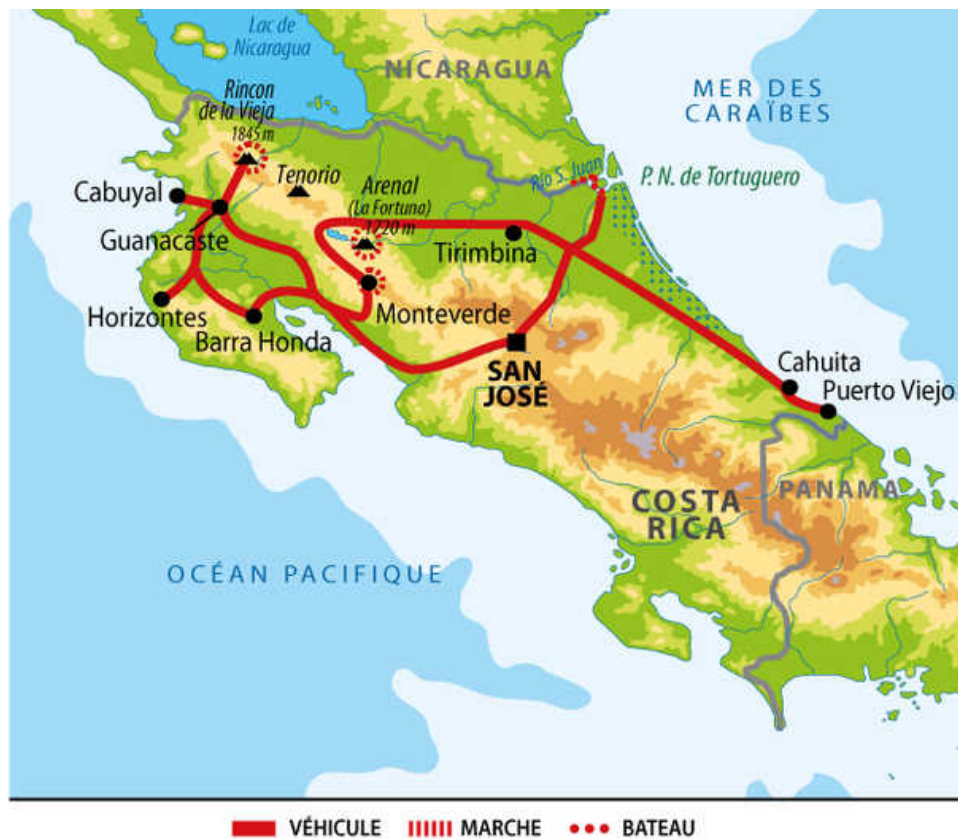 Lac de
Nicaragua
NICARAGUA
MER DES
CARAÏBES
Rincon
de la Vieja
1845 m
Tenorio
Arenal
(La Fortuna)
1720 m
Río S. Juan
P. N. de Tortuguero
Cabuyal
Guanacaste
Tirimbina
Horizontes
Barra Honda
Monteverde
SAN
JOSÉ
Cahuita
Puerto Viejo
COSTA
RICA
PANAMA
OCÉAN PACIFIQUE
VÉHICULE MARCHE BATEAU